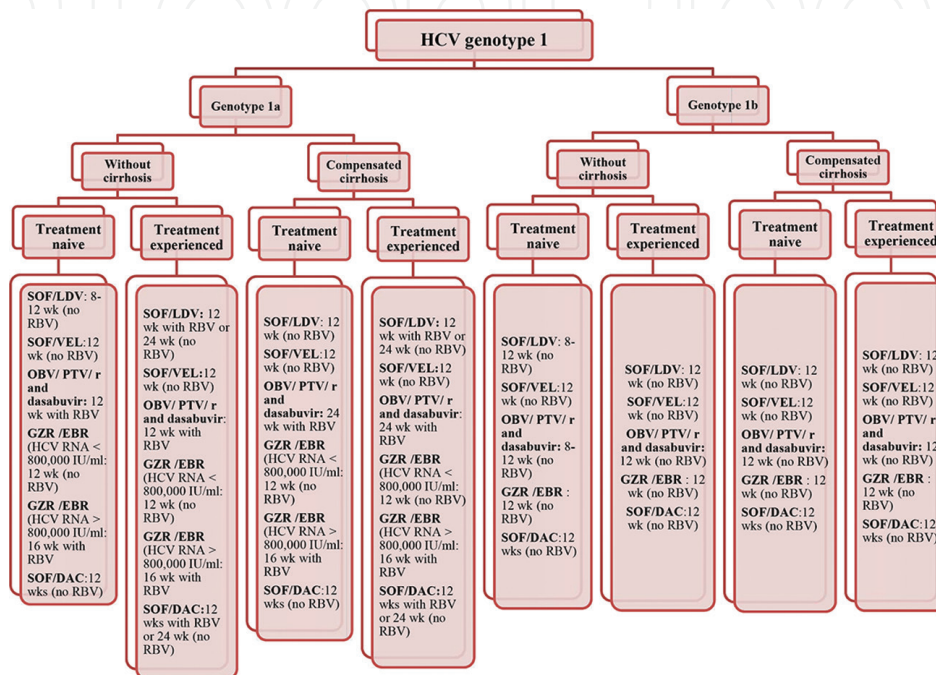 HCV genotype 1
Genotype 1a
Genotype 1b
Without
cirrhosis
Compensated
cirrhosis
Without
cirrhosis
Compensated
cirrhosis
Treatment
naive
Treatment
experienced
Treatment
naive
Treatment
experienced
Treatment
naive
Treatment
experienced
Treatment
naive
Treatment
experienced
SOF/LDV: 8-
12 wk (no
RBV)
SOF/VEL:12
wk (no RBV)
OBV/ PTV/ r
and
dasabuvir: 12
wk with RBV
GZR /EBR
(HCV RNA <
800,000 IU/ml:
12 wk (no
RBV)
GZR /EBR
(HCV RNA >
800,000 IU/ml:
16 wk with
RBV
SOF/DAC:12
wks (no RBV)
SOF/LDV: 12
wk with RBV or
24 wk (no
RBV)
SOF/VEL:12
wk (no RBV)
OBV/ PTV/ r
and dasabuvir:
12 wk with
RBV
GZR /EBR
(HCV RNA <
800,000 IU/ml:
12 wk (no
RBV)
GZR /EBR
(HCV RNA >
800,000 IU/ml:
16 wk with
RBV
SOF/DAC:12
wks with RBV
or 24 wk (no
RBV)
SOF/LDV: 12
wk (no RBV)
SOF/VEL:12
wk (no RBV)
OBV/ PTV/ r
and
dasabuvir: 24
wk with RBV
GZR /EBR
(HCV RNA <
800,000 IU/ml:
12 wk (no
RBV)
GZR /EBR
(HCV RNA >
800,000 IU/ml:
16 wk with
RBV
SOF/DAC:12
wks (no RBV)
SOF/LDV: 12
wk with RBV or
24 wk (no RBV)
SOF/VEL:12
wk (no RBV)
OBV/ PTV/ r
and dasabuvir:
24 wk with
RBV
GZR /EBR
(HCV RNA <
800,000 IU/ml:
12 wk (no RBV)
GZR /EBR
(HCV RNA >
800,000 IU/ml:
16 wk with
RBV
SOF/DAC:12
wks with RBV
or 24 wk (no
RBV)
SOF/LDV: 8-
12 wk (no
RBV)
SOF/VEL:12
wk (no RBV)
OBV/ PTV/ r
and
dasabuvir: 8-
12 wk (no
RBV)
GZR /EBR :
12 wk (no
RBV)
SOF/DAC:12
wks (no RBV)
SOF/LDV: 12
wk (no RBV)
SOF/VEL:12
wk (no RBV)
OBV/ PTV/ r
and dasabuvir:
12 wk (no RBV)
GZR /EBR : 12
wk (no RBV)
SOF/DAC:12
wk (no RBV)
SOF/LDV: 12
wk (no RBV)
SOF/VEL:12
wk (no RBV)
OBV/ PTV/ r
and dasabuvir:
12 wk (no RBV)
GZR /EBR : 12
wk (no RBV)
SOF/DAC:12
wks (no RBV)
SOF/LDV: 12
wk (no RBV)
SOF/VEL:12
wk (no RBV)
OBV/ PTV/ r
and
dasabuvir: 12
wk (no RBV)
GZR /EBR :
12 wk (no
RBV)
SOF/DAC:12
wks (no RBV)